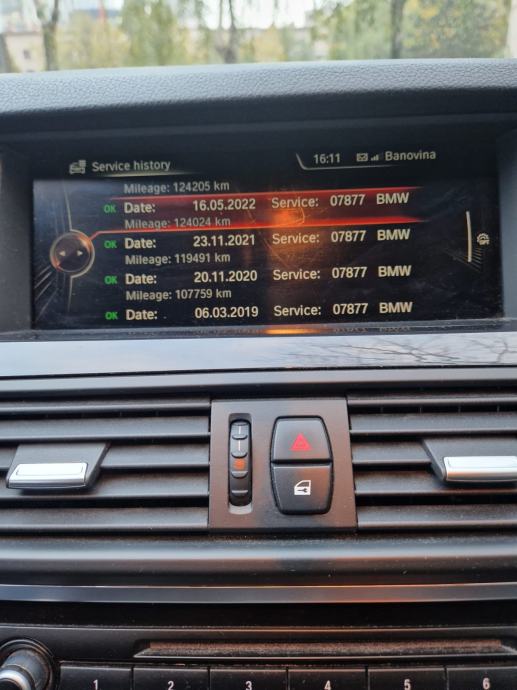 Service history
16:11 Banovina
Mileage: 124205 km
OK Date: 16.05.2022 Service: 07877 BMW
Mileage: 124024 km
OK Date: 23.11.2021 Service: 07877 BMW
Mileage: 119491 km
OK Date: 20.11.2020 Service: 07877 BMW
Mileage: 107759 km
OK Date: 06.03.2019 Service: 07877 BMW
1 2 3 4 5 6